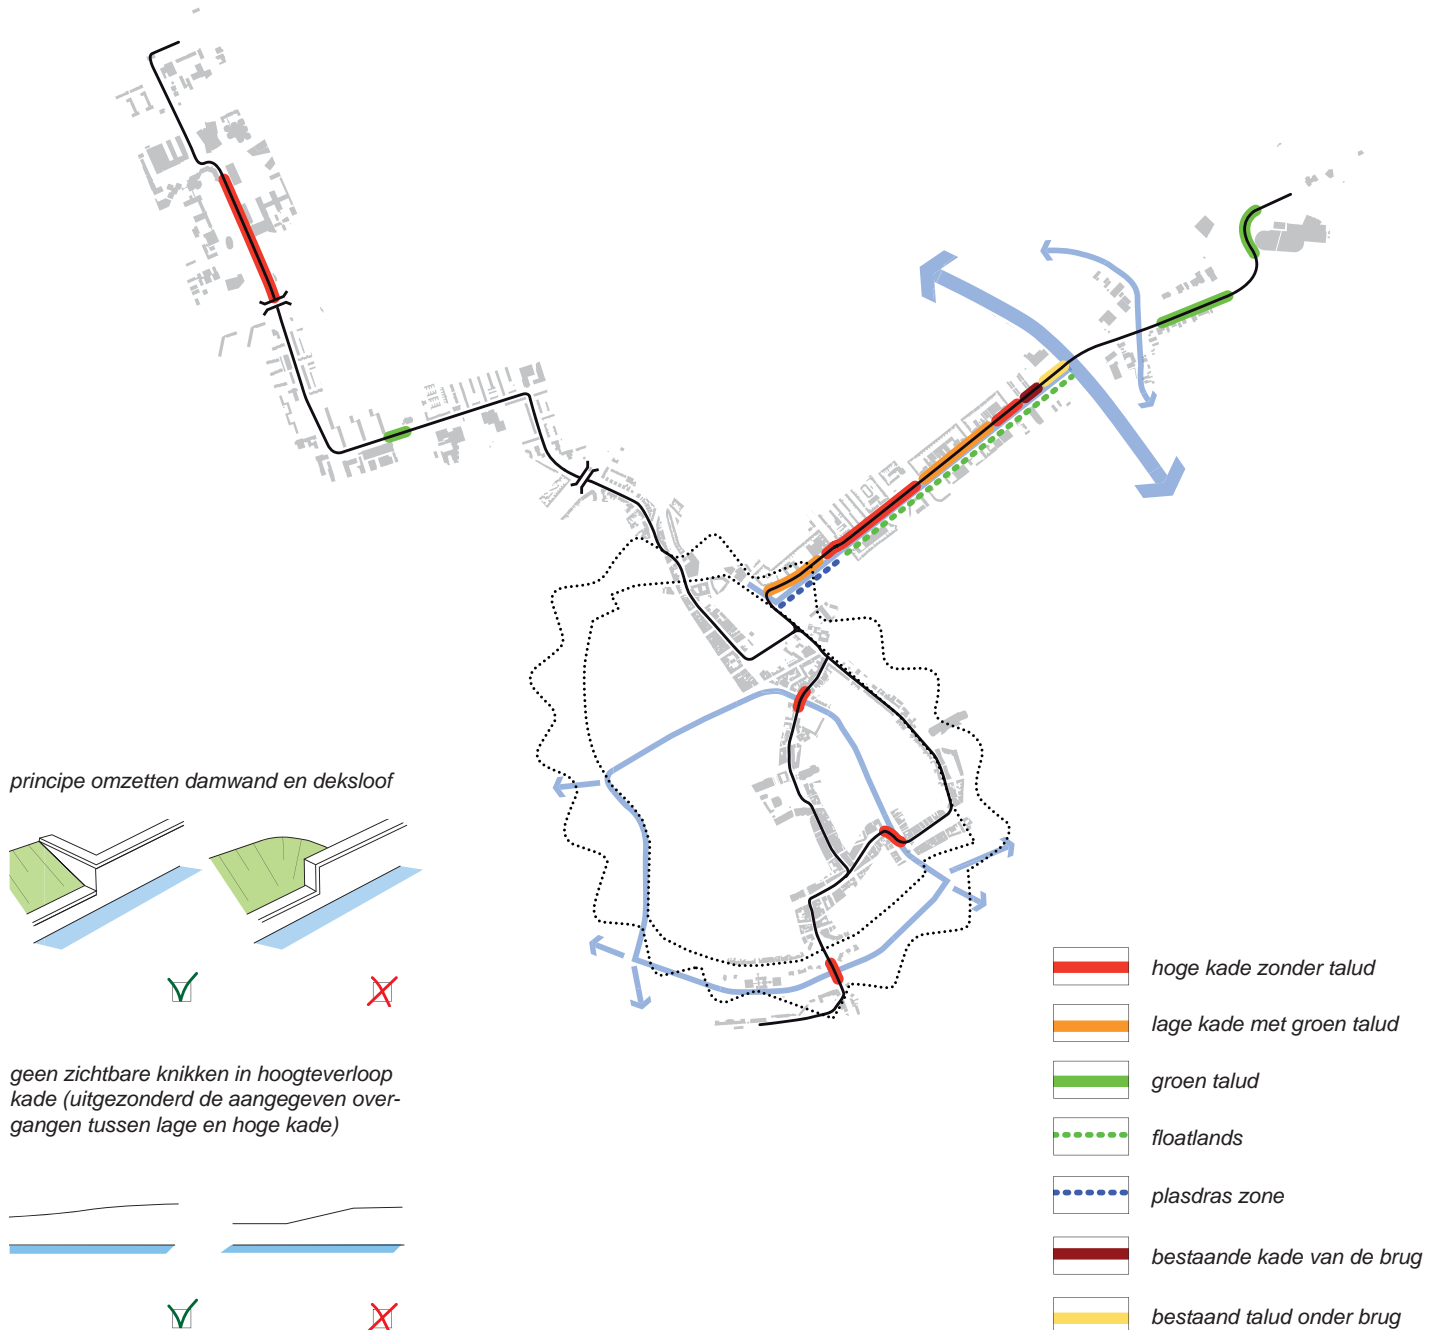 principe omzetten damwand en deksloof
geen zichtbare knikken in hoogteverloop
kade (uitgezonderd de aangegeven over-
gangen tussen lage en hoge kade)
hoge kade zonder talud
lage kade met groen talud
groen talud
floatlands
plasdras zone
bestaande kade van de brug
bestaand talud onder brug